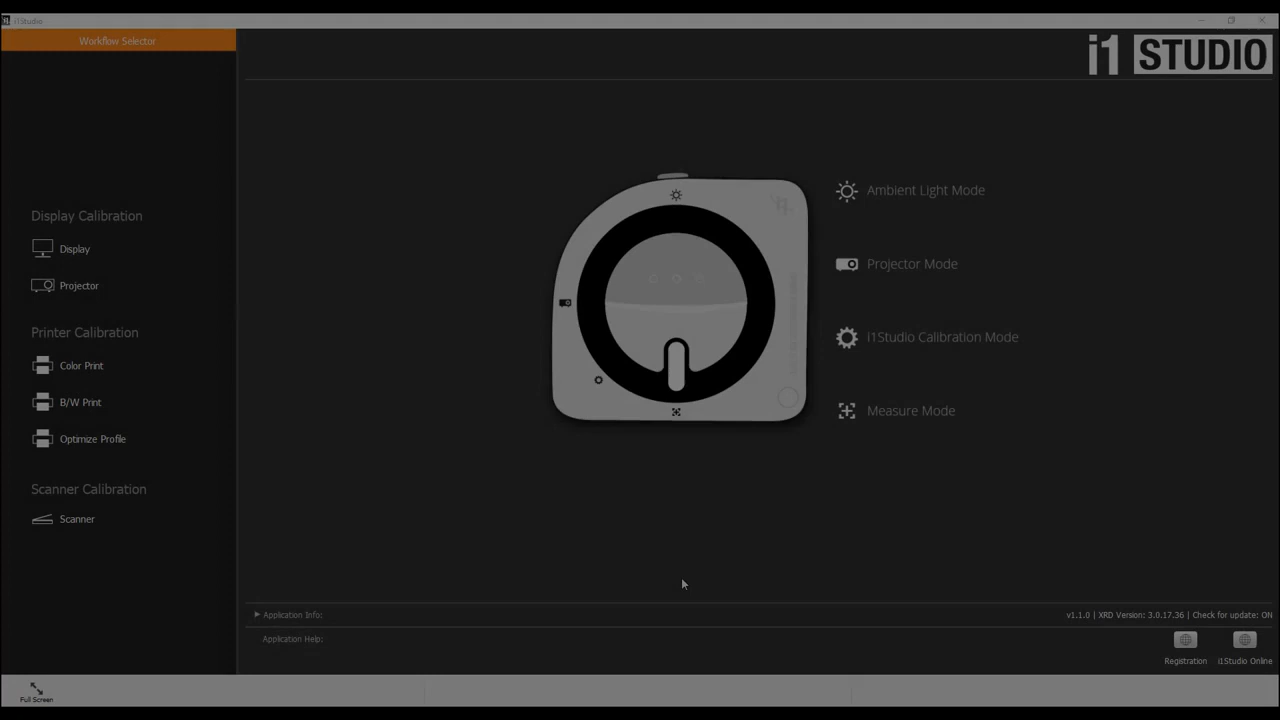 i1Studio
Workflow Selector
i1 STUDIO
Display Calibration
Display
Projector
Printer Calibration
Color Print
B/W Print
Optimize Profile
Scanner Calibration
Scanner
Ambient Light Mode
Projector Mode
i1Studio Calibration Mode
Measure Mode
Application Info:
v1.1.0 | XRD Version: 3.0.17.36 | Check for update: ON
Application Help:
Registration
i1Studio Online
Full Screen